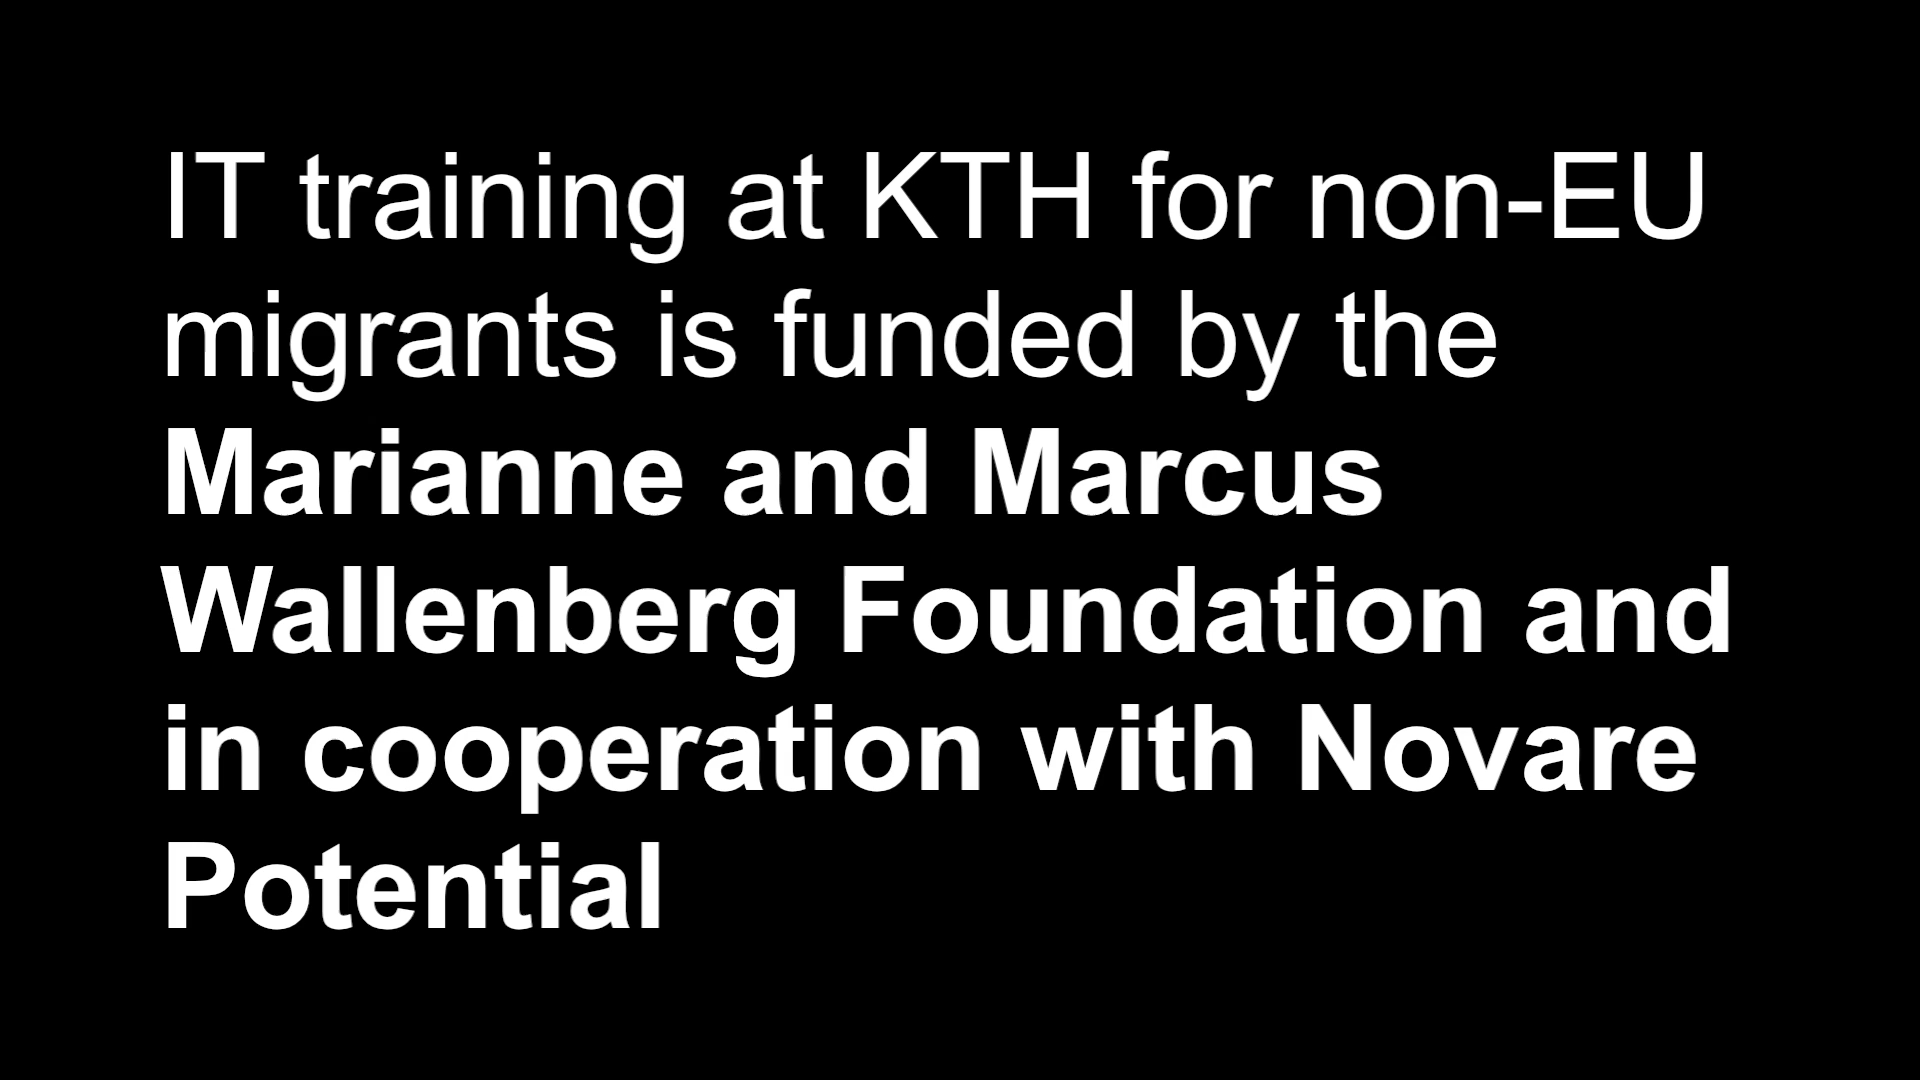 IT training at KTH for non-EU
migrants is funded by the
Marianne and Marcus
Wallenberg Foundation and
in cooperation with Novare
Potential